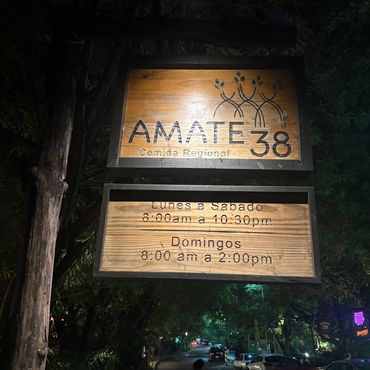 AMATE 38
Comida Regional
Lunes a Sabado
8:00am a 10:30pm
Domingos
8:00 am a 2:00pm